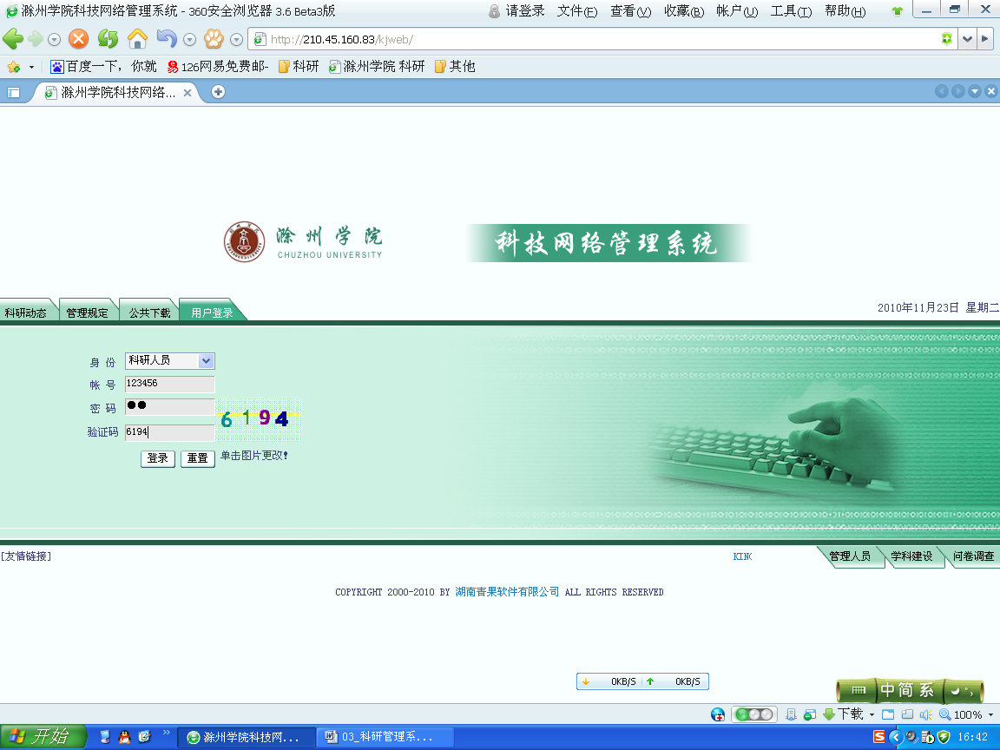 滁州学院科技网络管理系统 - 360安全浏览器 3.6 Beta3版
请登录 文件(F) 查看(V) 收藏(B) 帐户(U) 工具(T) 帮助(H)
http://210.45.160.83/kjweb/
百度一下，你就 126网易免费邮- 科研 滁州学院 科研 其他
滁州学院科技网络...
滁州学院
CHUZHOU UNIVERSITY
科技网络管理系统
科研动态 管理规定 公共下载 用户登录
2010年11月23日 星期二
身 份 科研人员
帐 号 123456
密 码 ●●
验证码 6194
6194
登录 重置 单击图片更改!
[友情链接]
KIN
管理人员 学科建设 问卷调查
COPYRIGHT 2000-2010 BY 湖南青果软件有限公司 ALL RIGHTS RESERVED
0KB/S 0KB/S
中简系
下载 100%
开始 滁州学院科技网... 03_科研管理系... 16:42